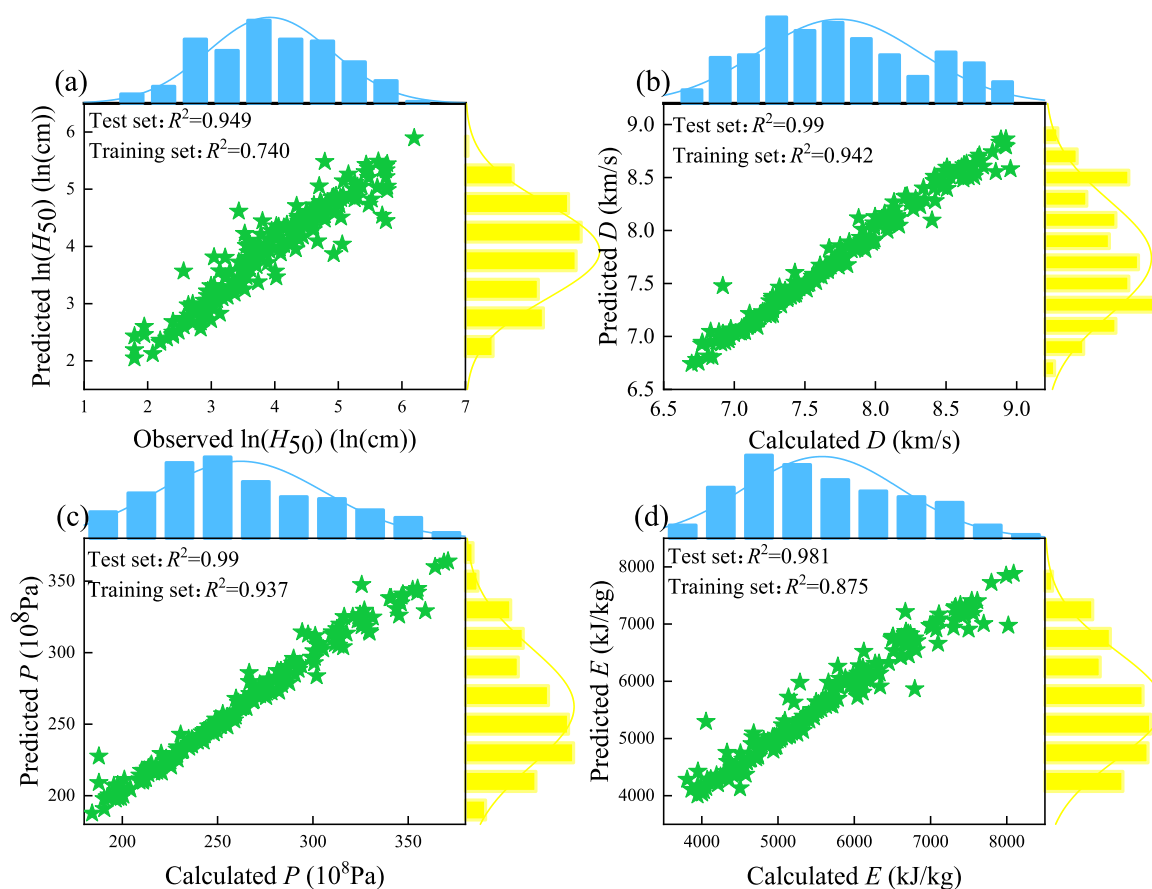 (a)
Test set: R²=0.949
Training set: R²=0.740
Predicted ln(H₅₀) (ln(cm))
6
5
4
3
2
1
2
3
4
5
6
7
Observed ln(H₅₀) (ln(cm))
(b)
Test set: R²=0.99
Training set: R²=0.942
Predicted D (km/s)
9.0
8.5
8.0
7.5
7.0
6.5
6.5
7.0
7.5
8.0
8.5
9.0
Calculated D (km/s)
(c)
Test set: R²=0.99
Training set: R²=0.937
Predicted P (10⁸Pa)
350
300
250
200
200
250
300
350
Calculated P (10⁸Pa)
(d)
Test set: R²=0.981
Training set: R²=0.875
Predicted E (kJ/kg)
8000
7000
6000
5000
4000
4000
5000
6000
7000
8000
Calculated E (kJ/kg)